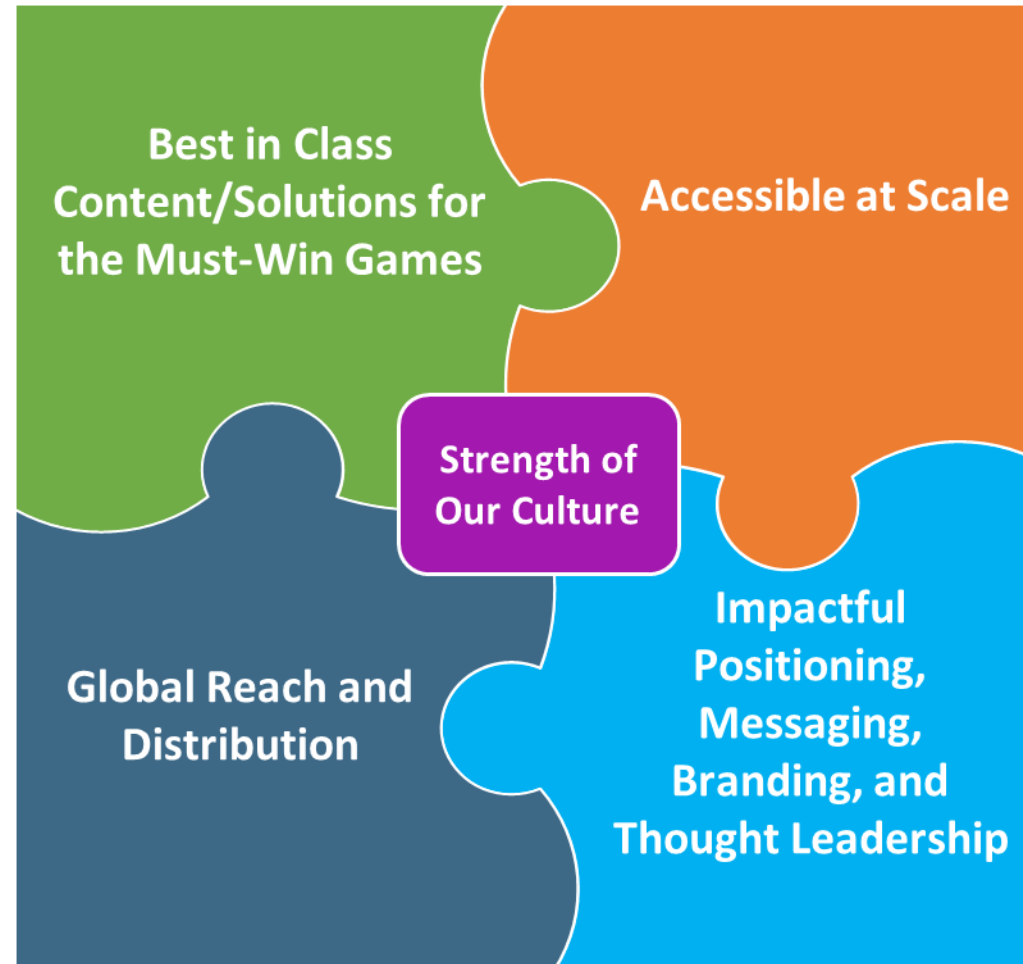 Best in Class
Content/Solutions for
the Must-Win Games
Accessible at Scale
Strength of
Our Culture
Global Reach and
Distribution
Impactful
Positioning,
Messaging,
Branding, and
Thought Leadership